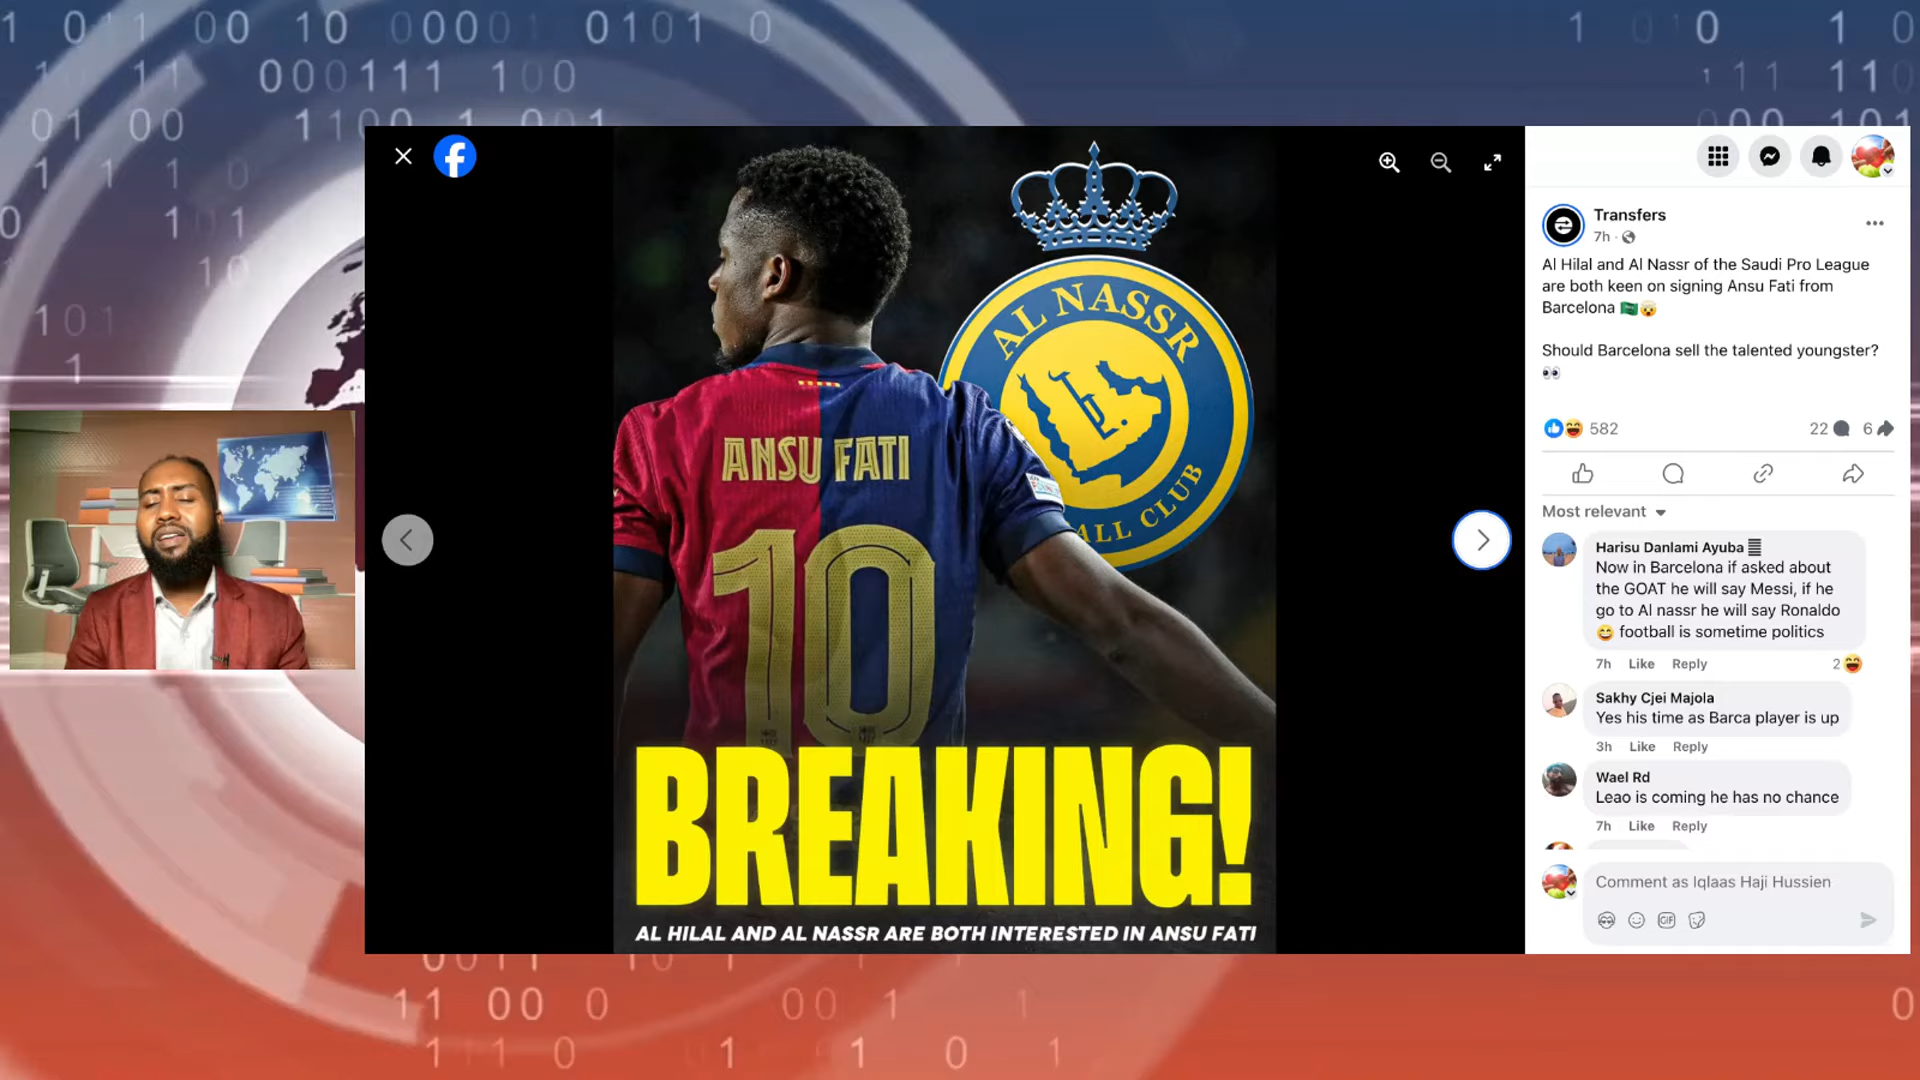 AL NASSR
ALL CLUB
ANSU FATI
10
BREAKING!
AL HILAL AND AL NASSR ARE BOTH INTERESTED IN ANSU FATI
Transfers
7h
Al Hilal and Al Nassr of the Saudi Pro League
are both keen on signing Ansu Fati from
Barcelona 🇸🇦🤯
Should Barcelona sell the talented youngster?
👀
582
22
6
Most relevant
Harisu Danlami Ayuba
Now in Barcelona if asked about
the GOAT he will say Messi, if he
go to Al nassr he will say Ronaldo
😄 football is sometime politics
7h Like Reply 2
Sakhy Cjei Majola
Yes his time as Barca player is up
3h Like Reply
Wael Rd
Leao is coming he has no chance
7h Like Reply
Comment as Iqlaas Haji Hussien
GIF